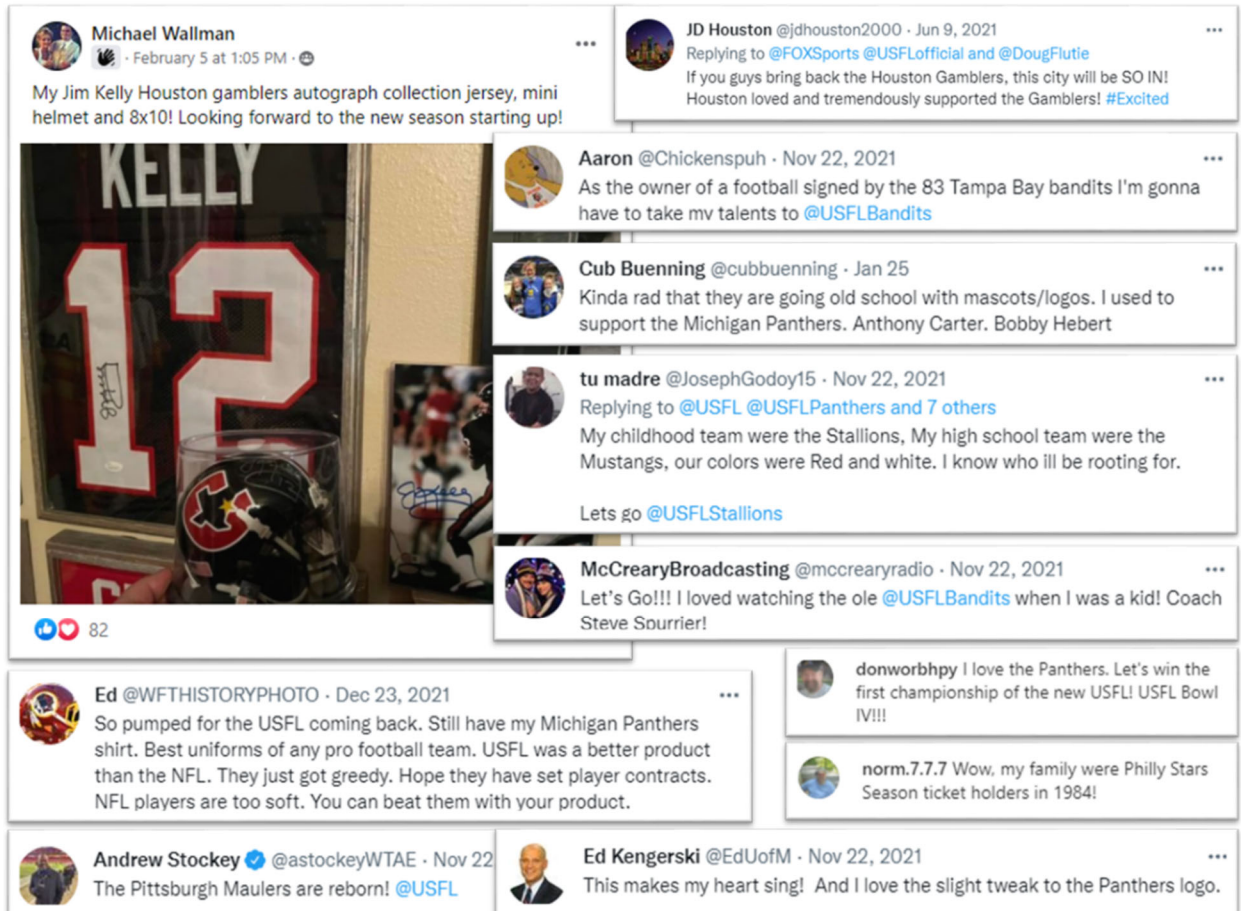 Michael Wallman
· February 5 at 1:05 PM ·
My Jim Kelly Houston gamblers autograph collection jersey, mini
helmet and 8x10! Looking forward to the new season starting up!
KELLY
12
82
JD Houston @jdhouston2000 · Jun 9, 2021
Replying to @FOXSports @USFLofficial and @DougFlutie
If you guys bring back the Houston Gamblers, this city will be SO IN!
Houston loved and tremendously supported the Gamblers! #Excited
Aaron @Chickenspuh · Nov 22, 2021
As the owner of a football signed by the 83 Tampa Bay bandits I'm gonna
have to take my talents to @USFLBandits
Cub Buenning @cubbuenning · Jan 25
Kinda rad that they are going old school with mascots/logos. I used to
support the Michigan Panthers. Anthony Carter. Bobby Hebert
tu madre @JosephGodoy15 · Nov 22, 2021
Replying to @USFL @USFLPanthers and 7 others
My childhood team were the Stallions, My high school team were the
Mustangs, our colors were Red and white. I know who ill be rooting for.
Lets go @USFLStallions
McCrearyBroadcasting @mccrearyradio · Nov 22, 2021
Let's Go!!! I loved watching the ole @USFLBandits when I was a kid! Coach
Steve Spurrier!
Ed @WFTHISTORYPHOTO · Dec 23, 2021
So pumped for the USFL coming back. Still have my Michigan Panthers
shirt. Best uniforms of any pro football team. USFL was a better product
than the NFL. They just got greedy. Hope they have set player contracts.
NFL players are too soft. You can beat them with your product.
donworbhpy I love the Panthers. Let's win the
first championship of the new USFL! USFL Bowl
IV!!!
norm.7.7.7 Wow, my family were Philly Stars
Season ticket holders in 1984!
Andrew Stockey @astockeyWTAE · Nov 22
The Pittsburgh Maulers are reborn! @USFL
Ed Kengerski @EdUofM · Nov 22, 2021
This makes my heart sing! And I love the slight tweak to the Panthers logo.